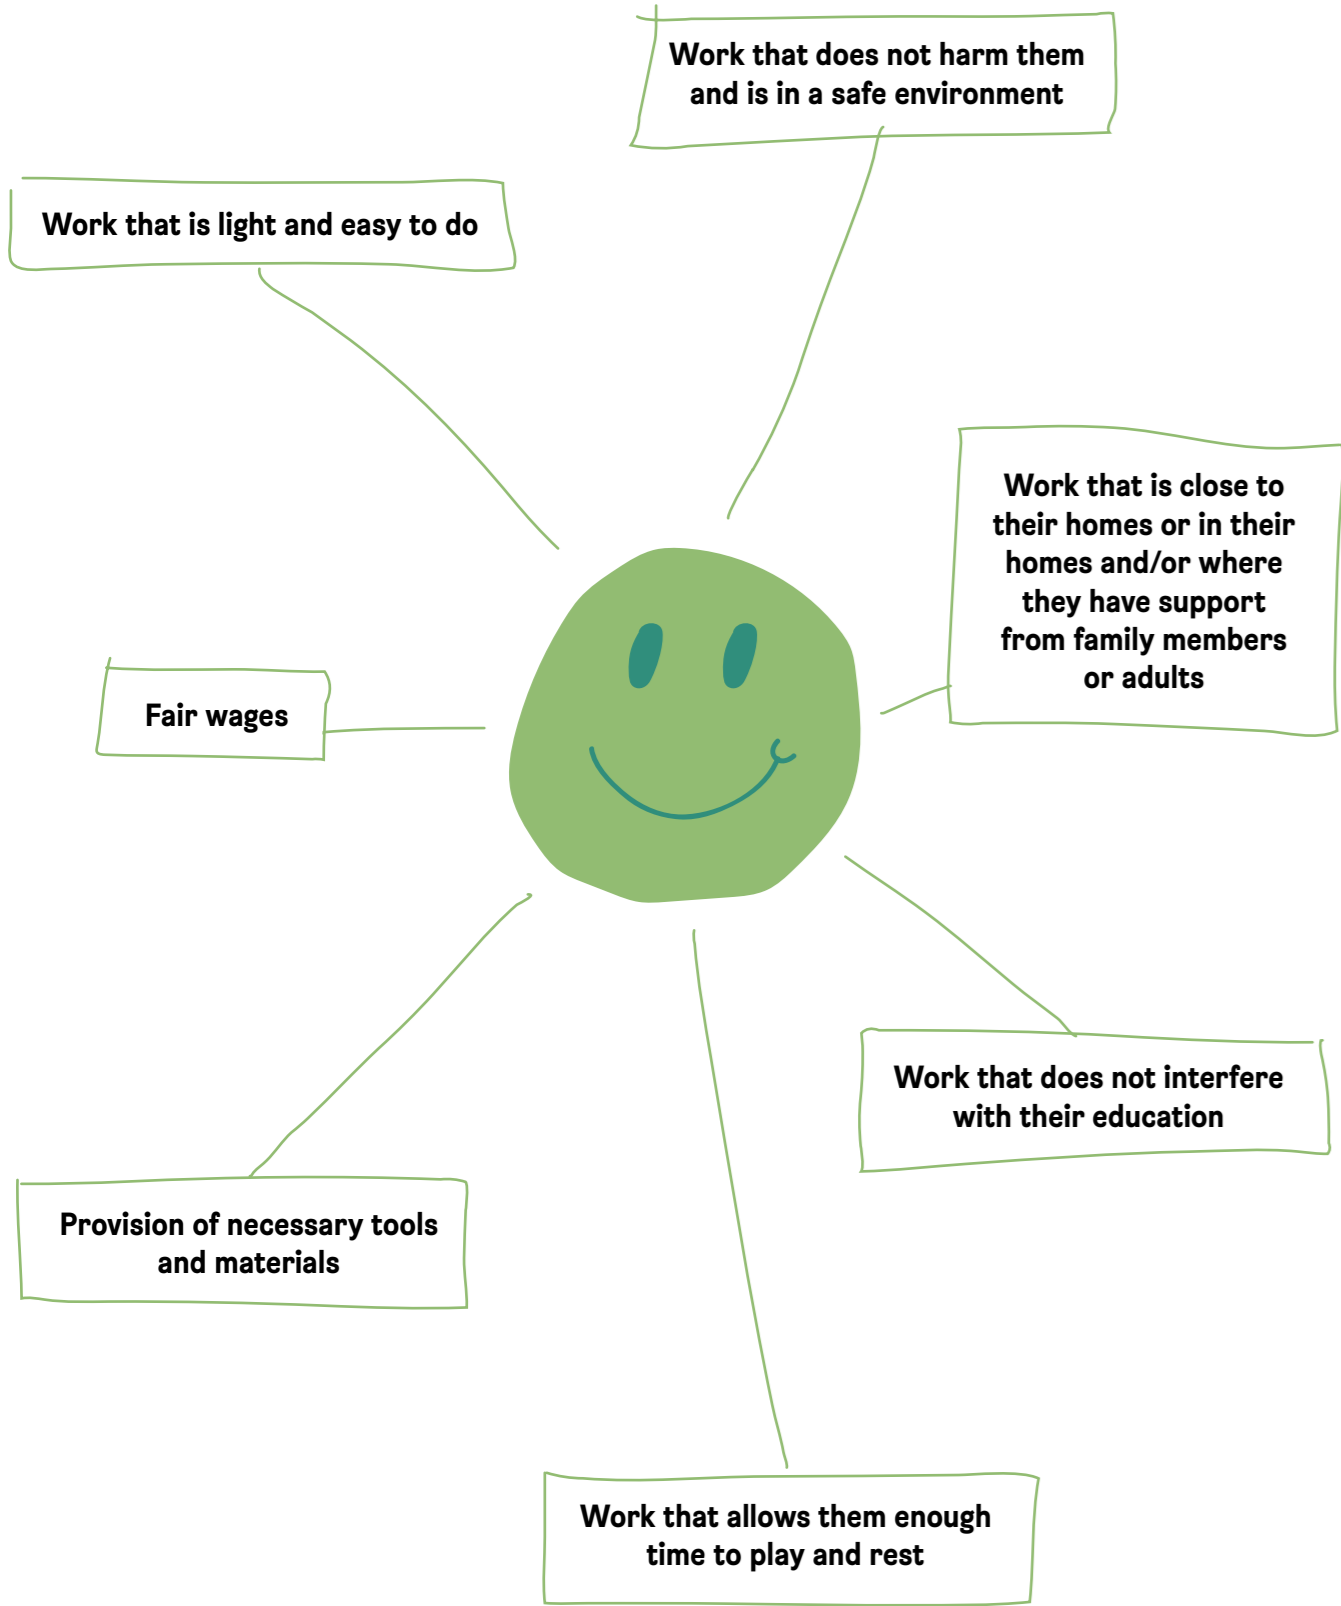 Work that does not harm them
and is in a safe environment
Work that is light and easy to do
Work that is close to
their homes or in their
homes and/or where
they have support
from family members
or adults
Fair wages
Work that does not interfere
with their education
Provision of necessary tools
and materials
Work that allows them enough
time to play and rest